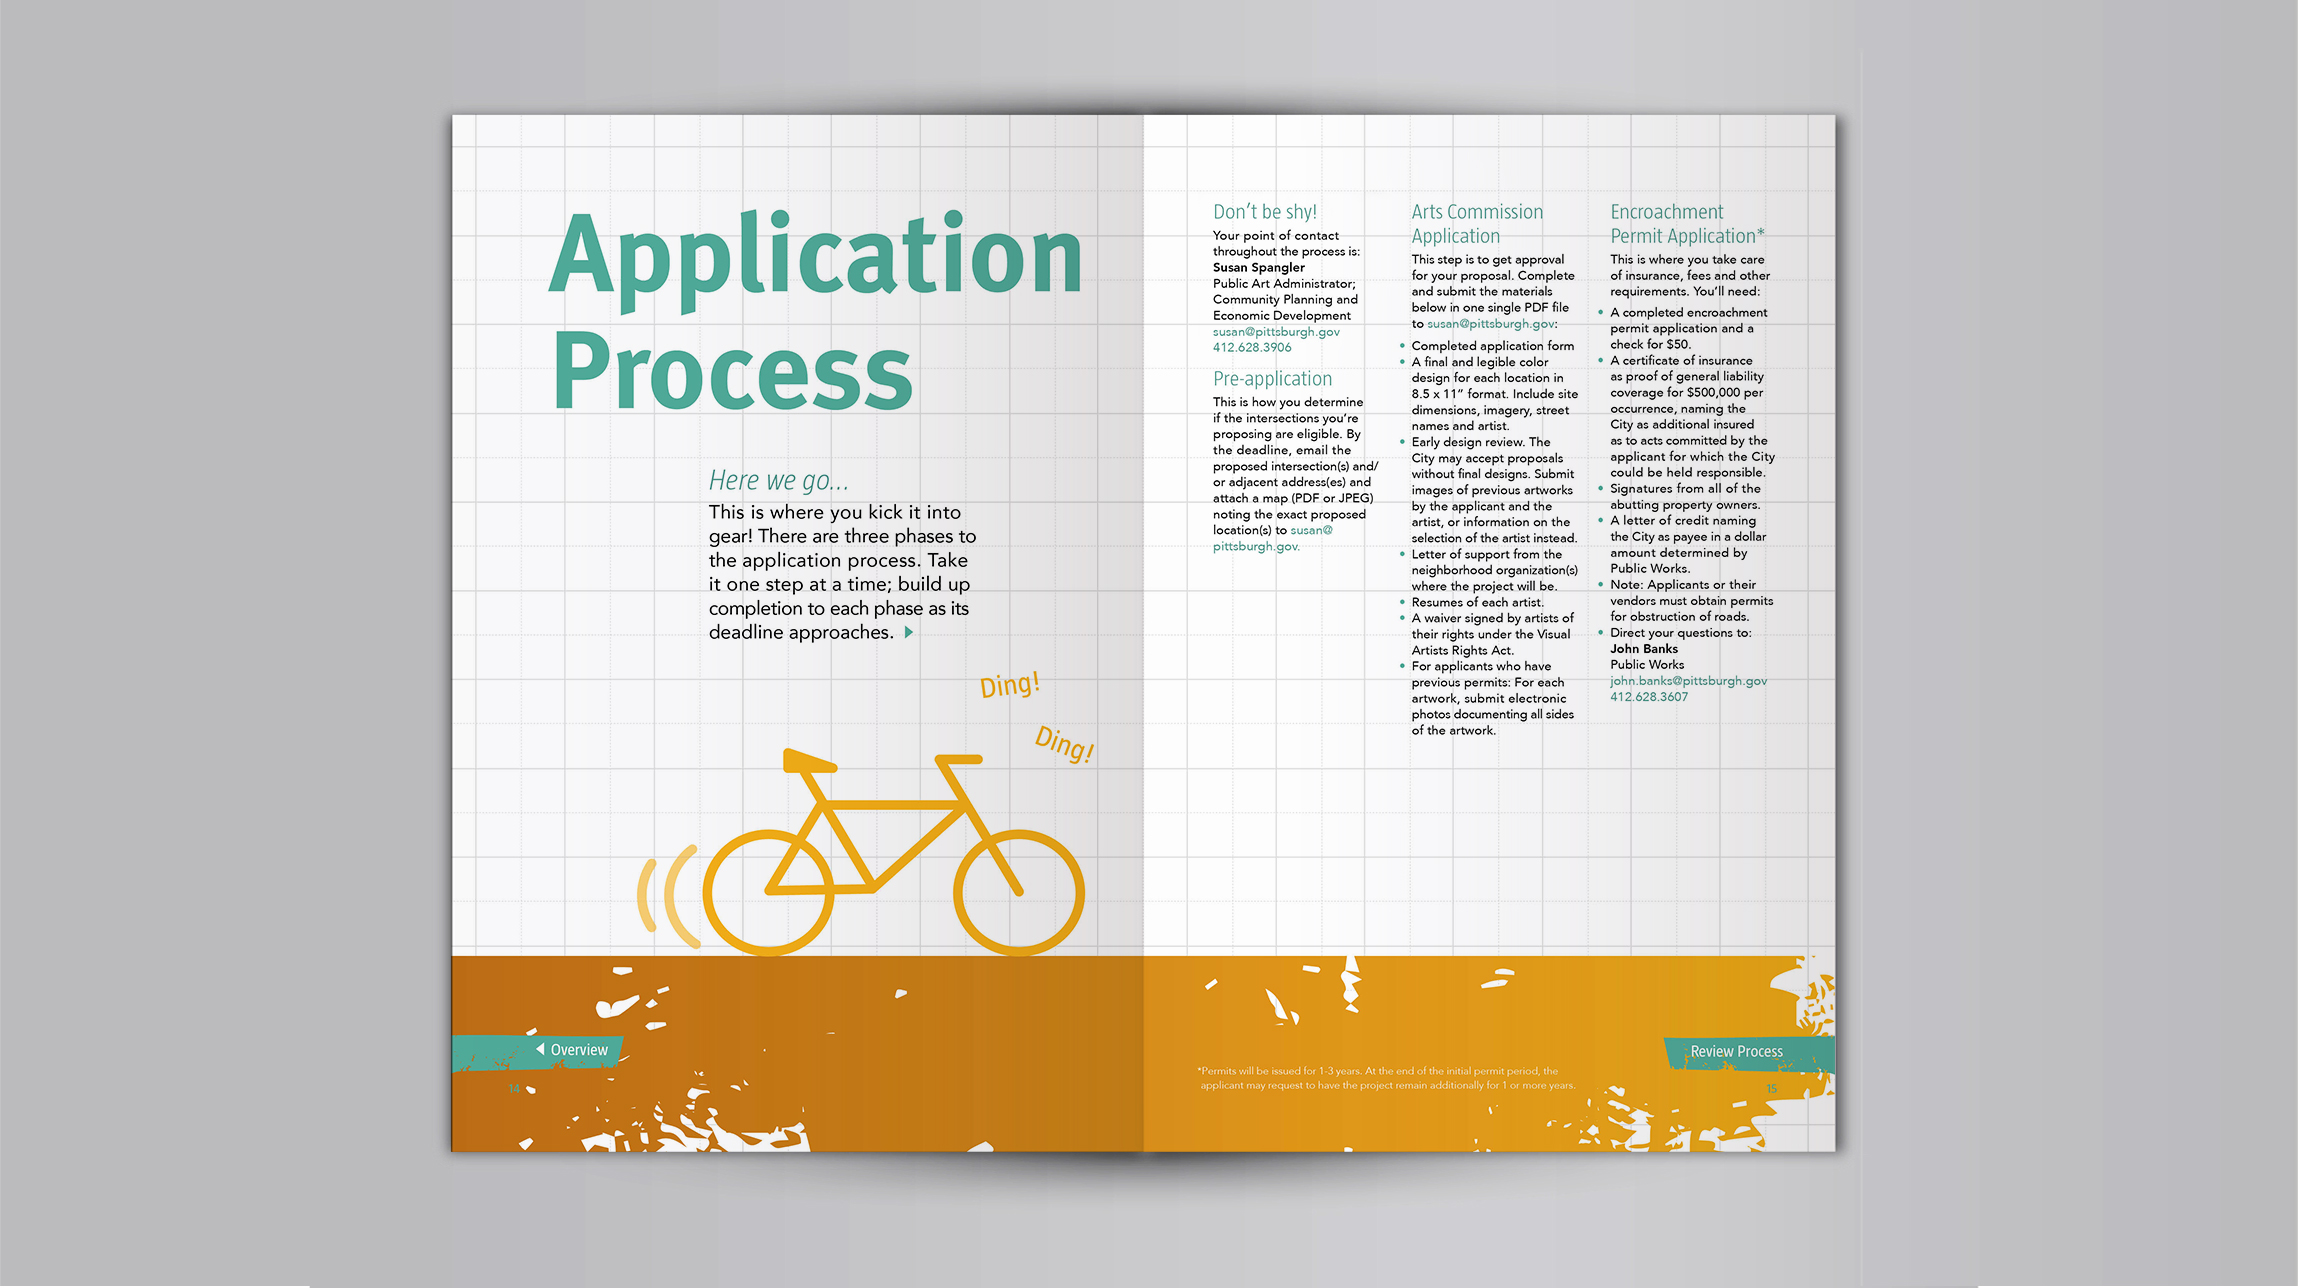 Application
Process
Here we go...
This is where you kick it into
gear! There are three phases to
the application process. Take
it one step at a time; build up
completion to each phase as its
deadline approaches.
Ding!
Ding!
Overview
14
Don't be shy!
Your point of contact
throughout the process is:
Susan Spangler
Public Art Administrator;
Community Planning and
Economic Development
susan@pittsburgh.gov
412.628.3906
Pre-application
This is how you determine
if the intersections you're
proposing are eligible. By
the deadline, email the
proposed intersection(s) and/
or adjacent address(es) and
attach a map (PDF or JPEG)
noting the exact proposed
location(s) to susan@
pittsburgh.gov.
Arts Commission
Application
This step is to get approval
for your proposal. Complete
and submit the materials
below in one single PDF file
to susan@pittsburgh.gov:
• Completed application form
• A final and legible color
design for each location in
8.5 x 11" format. Include site
dimensions, imagery, street
names and artist.
• Early design review. The
City may accept proposals
without final designs. Submit
images of previous artworks
by the applicant and the
artist, or information on the
selection of the artist instead.
• Letter of support from the
neighborhood organization(s)
where the project will be.
• Resumes of each artist.
• A waiver signed by artists of
their rights under the Visual
Artists Rights Act.
• For applicants who have
previous permits: For each
artwork, submit electronic
photos documenting all sides
of the artwork.
Encroachment
Permit Application*
This is where you take care
of insurance, fees and other
requirements. You'll need:
• A completed encroachment
permit application and a
check for $50.
• A certificate of insurance
as proof of general liability
coverage for $500,000 per
occurrence, naming the
City as additional insured
as to acts committed by the
applicant for which the City
could be held responsible.
• Signatures from all of the
abutting property owners.
• A letter of credit naming
the City as payee in a dollar
amount determined by
Public Works.
• Note: Applicants or their
vendors must obtain permits
for obstruction of roads.
• Direct your questions to:
John Banks
Public Works
john.banks@pittsburgh.gov
412.628.3607
*Permits will be issued for 1-3 years. At the end of the initial permit period, the
applicant may request to have the project remain additionally for 1 or more years.
Review Process
15